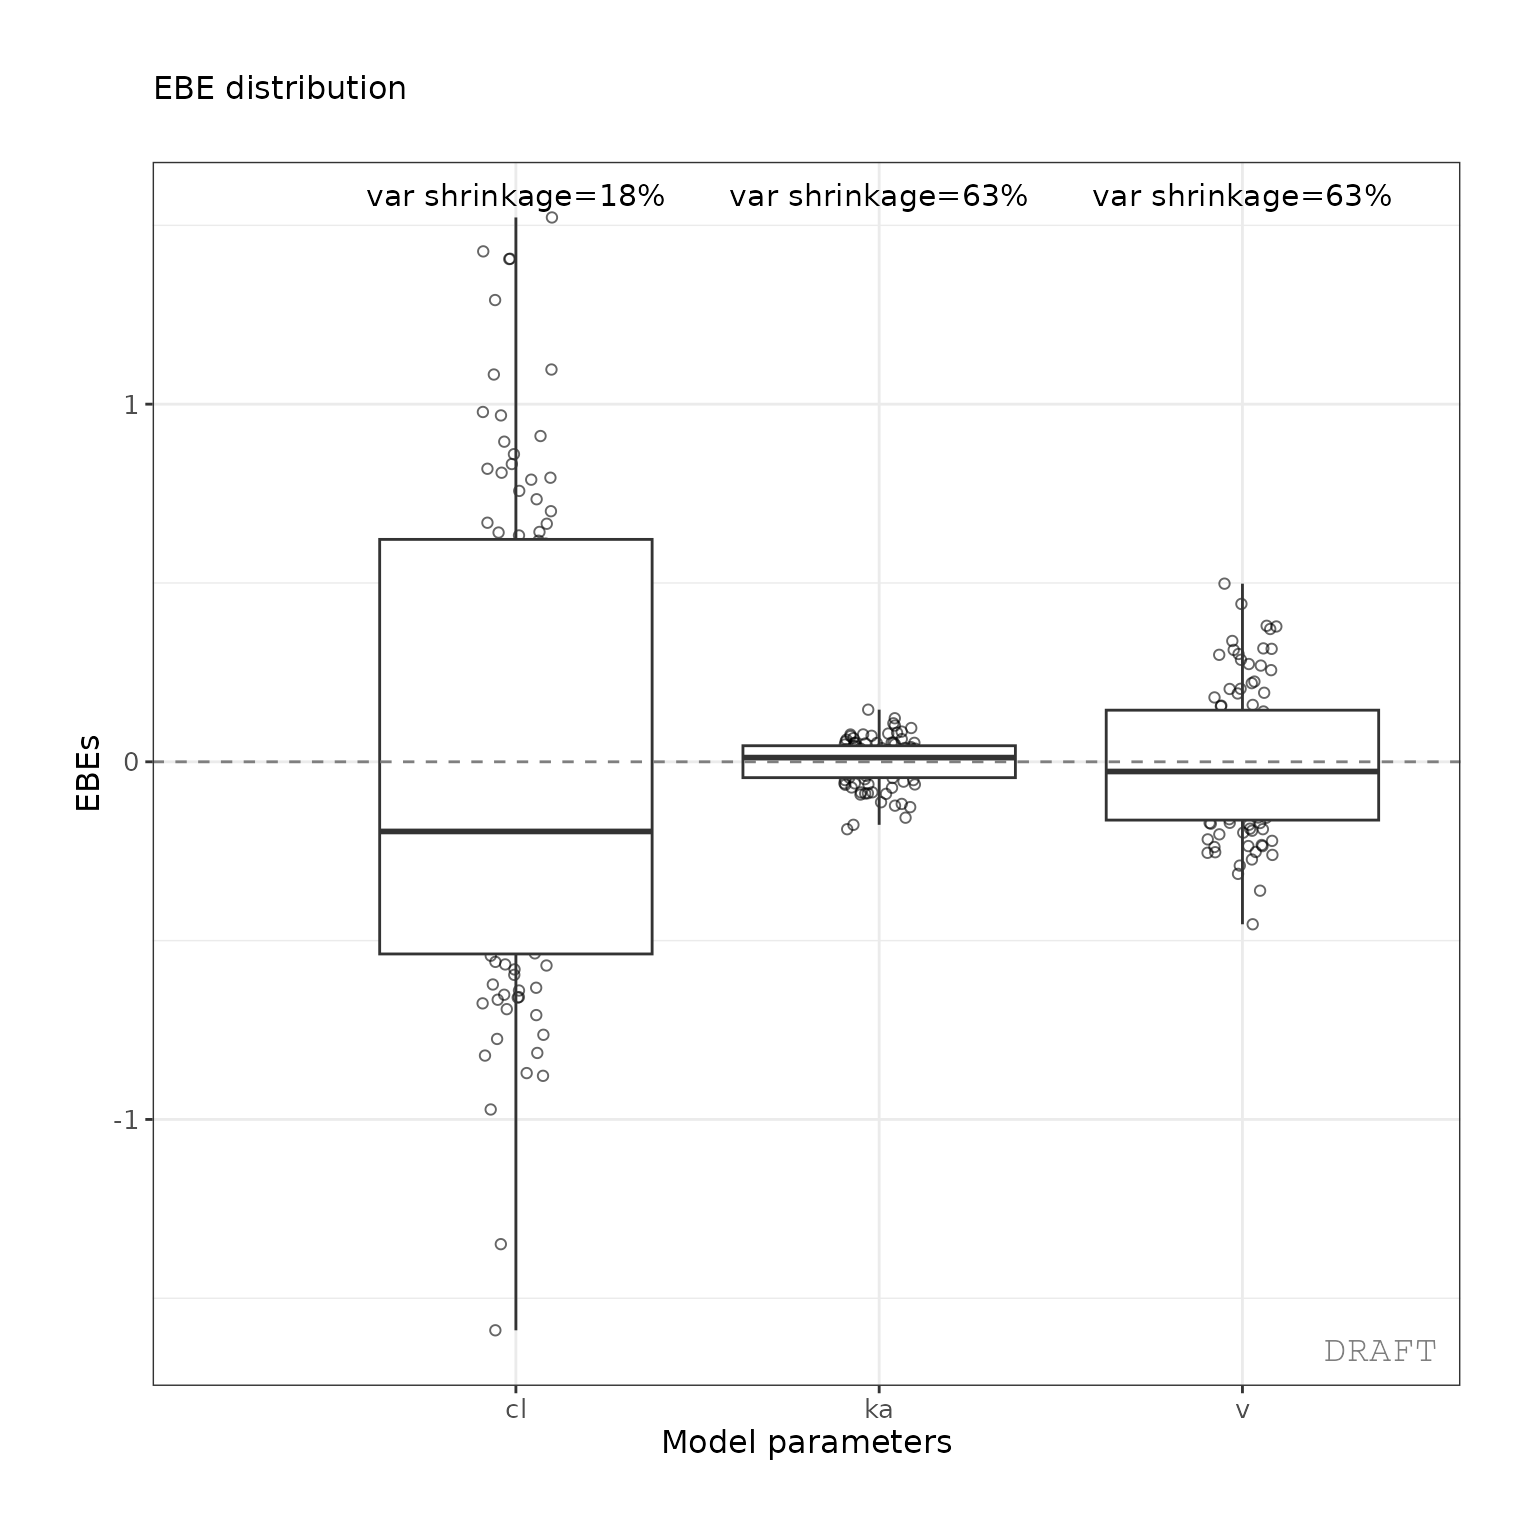 EBE distribution
var shrinkage=18% var shrinkage=63% var shrinkage=63%
1
0
-1
EBEs
DRAFT
cl ka v
Model parameters